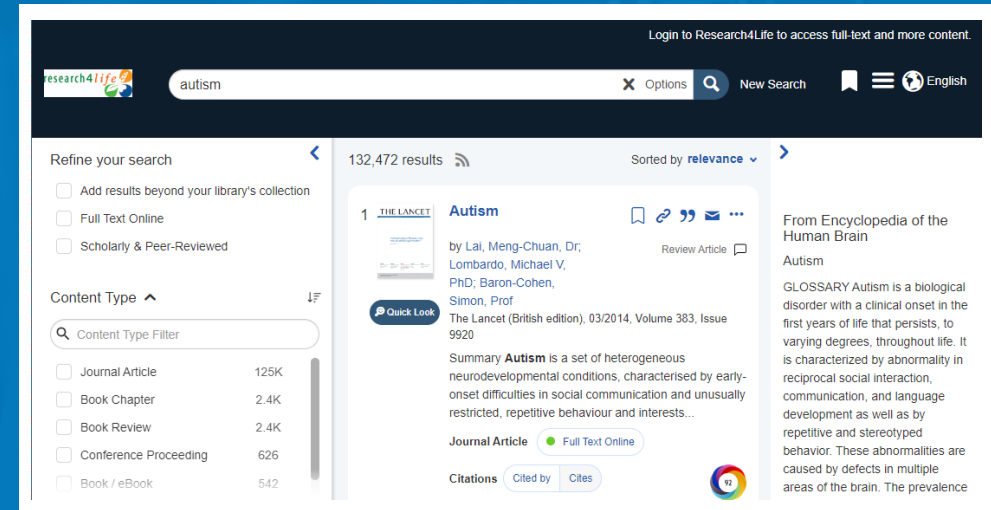 Login to Research4Life to access full-text and more content.
research4life
autism
Options
New Search
English
Refine your search
Add results beyond your library's collection
Full Text Online
Scholarly & Peer-Reviewed
Content Type
Content Type Filter
Journal Article 125K
Book Chapter 2.4K
Book Review 2.4K
Conference Proceeding 626
Book / eBook 542
132,472 results
Sorted by relevance
1
THE LANCET
Quick Look
Autism
by Lai, Meng-Chuan, Dr;
Lombardo, Michael V,
PhD; Baron-Cohen,
Simon, Prof
Review Article
The Lancet (British edition), 03/2014, Volume 383, Issue
9920
Summary Autism is a set of heterogeneous
neurodevelopmental conditions, characterised by early-
onset difficulties in social communication and unusually
restricted, repetitive behaviour and interests...
Journal Article
Full Text Online
Citations
Cited by
Cites
92
From Encyclopedia of the
Human Brain
Autism
GLOSSARY Autism is a biological
disorder with a clinical onset in the
first years of life that persists, to
varying degrees, throughout life. It
is characterized by abnormality in
reciprocal social interaction,
communication, and language
development as well as by
repetitive and stereotyped
behavior. These abnormalities are
caused by defects in multiple
areas of the brain. The prevalence